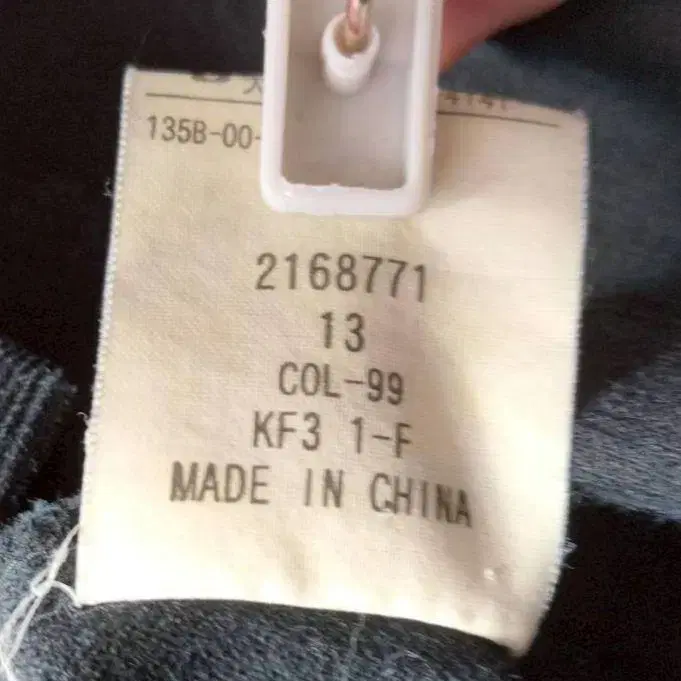 135B-00-
2168771
13
COL-99
KF3 1-F
MADE IN CHINA